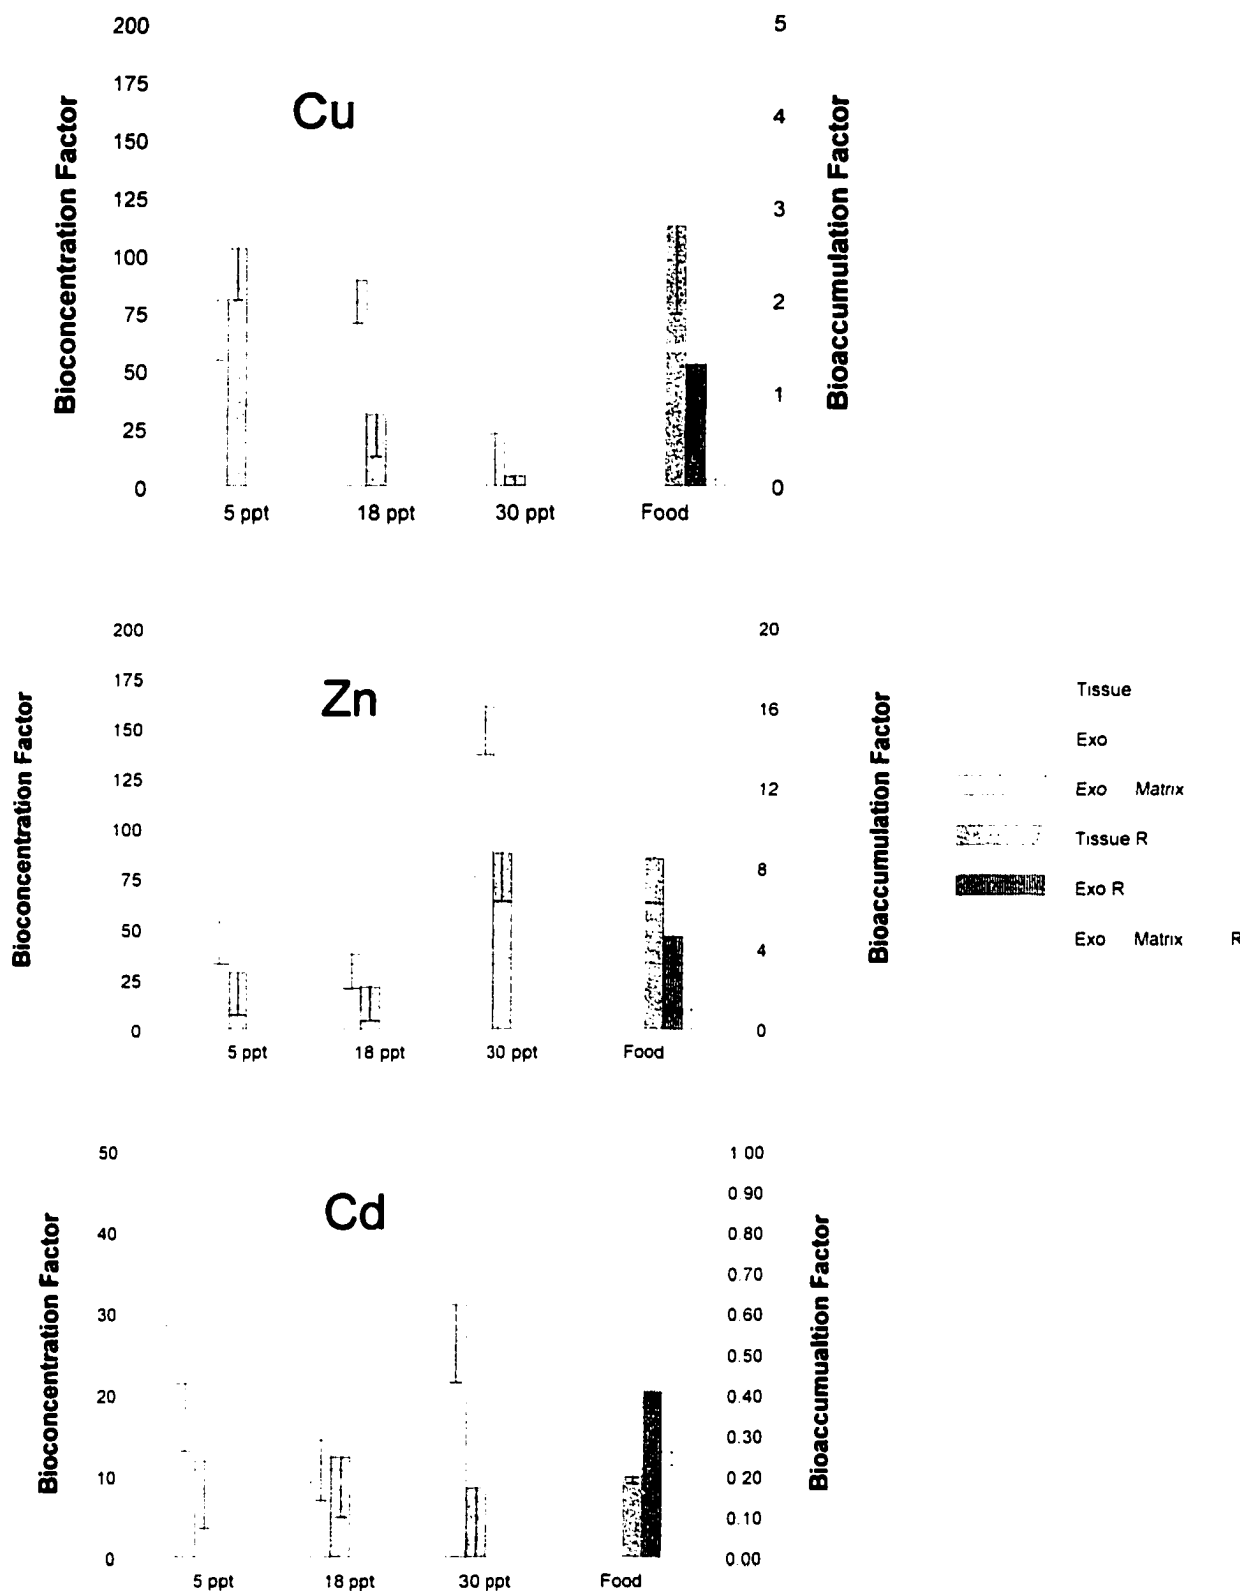 200
175
150
125
100
75
50
25
0
Bioconcentration Factor
Cu
5
4
3
2
1
0
Bioaccumulation Factor
5 ppt 18 ppt 30 ppt Food
200
175
150
125
100
75
50
25
0
Bioconcentration Factor
Zn
20
16
12
8
4
0
Bioaccumulation Factor
5 ppt 18 ppt 30 ppt Food
Tissue
Exo
Exo Matrix
Tissue R
Exo R
Exo Matrix R
50
40
30
20
10
0
Bioconcentration Factor
Cd
1 00
0.90
0.80
0.70
0.60
0.50
0.40
0.30
0.20
0.10
0.00
Bioaccumualtion Factor
5 ppt 18 ppt 30 ppt Food